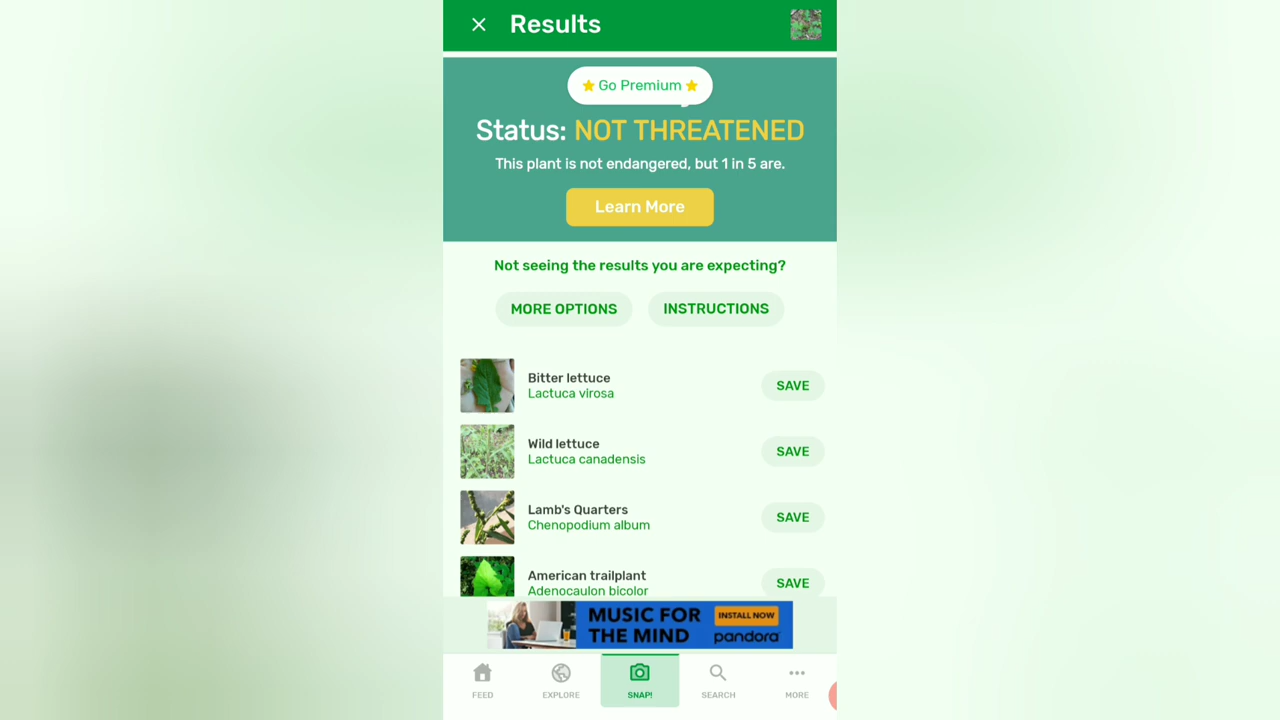 Results
Go Premium
Status: NOT THREATENED
This plant is not endangered, but 1 in 5 are.
Learn More
Not seeing the results you are expecting?
MORE OPTIONS
INSTRUCTIONS
Bitter lettuce
Lactuca virosa
SAVE
Wild lettuce
Lactuca canadensis
SAVE
Lamb's Quarters
Chenopodium album
SAVE
American trailplant
Adenocaulon bicolor
SAVE
MUSIC FOR
THE MIND
INSTALL NOW
pandora
FEED
EXPLORE
SNAP!
SEARCH
MORE